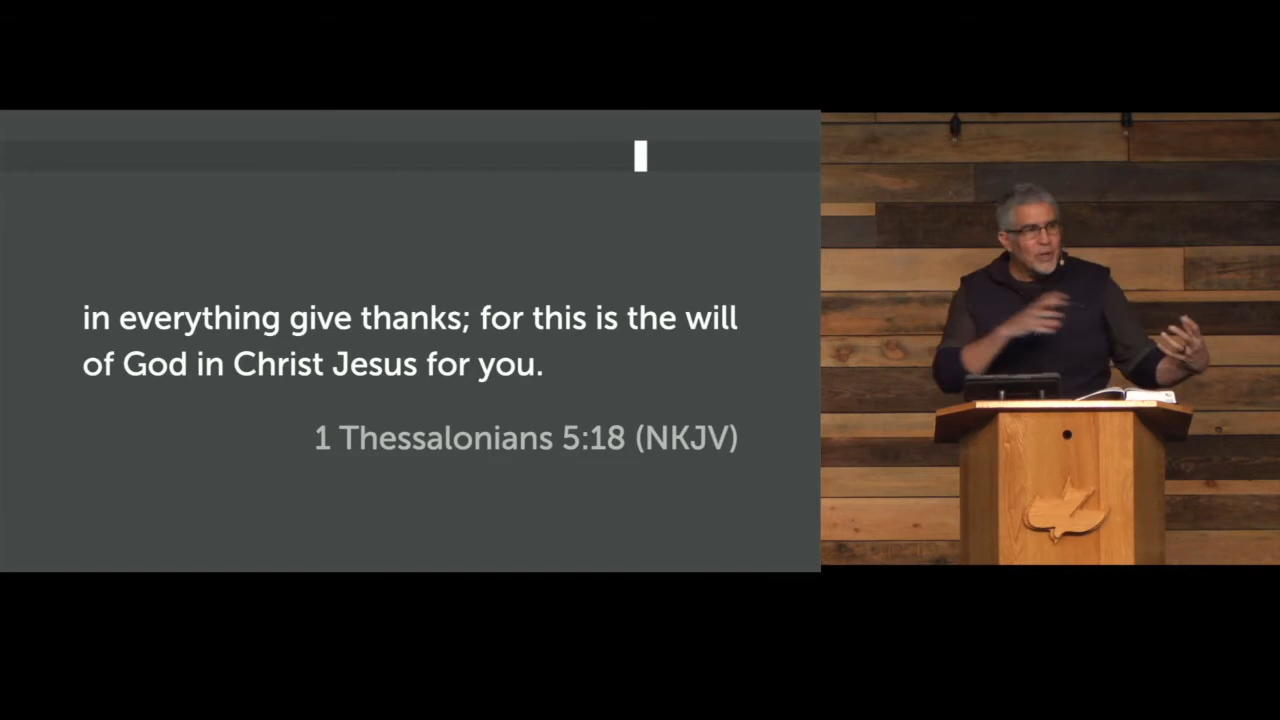 in everything give thanks; for this is the will
of God in Christ Jesus for you.
1 Thessalonians 5:18 (NKJV)